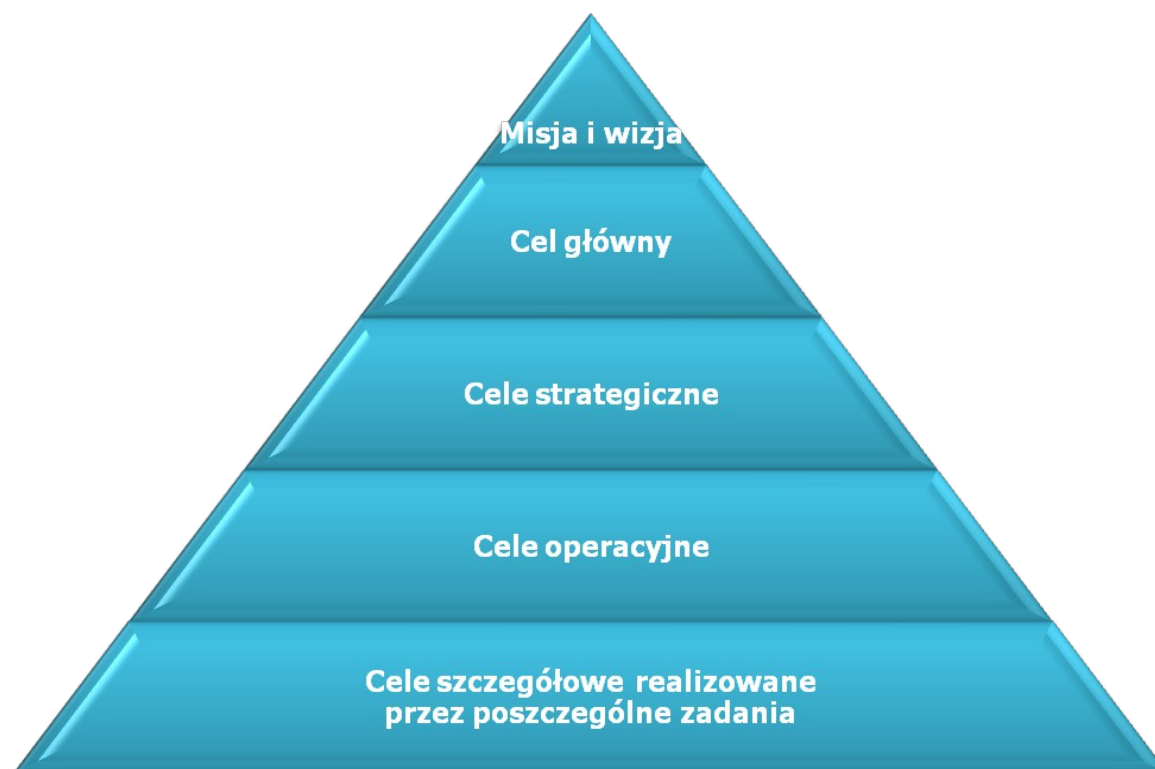 Misja i wizja
Cel główny
Cele strategiczne
Cele operacyjne
Cele szczegółowe realizowane
przez poszczególne zadania